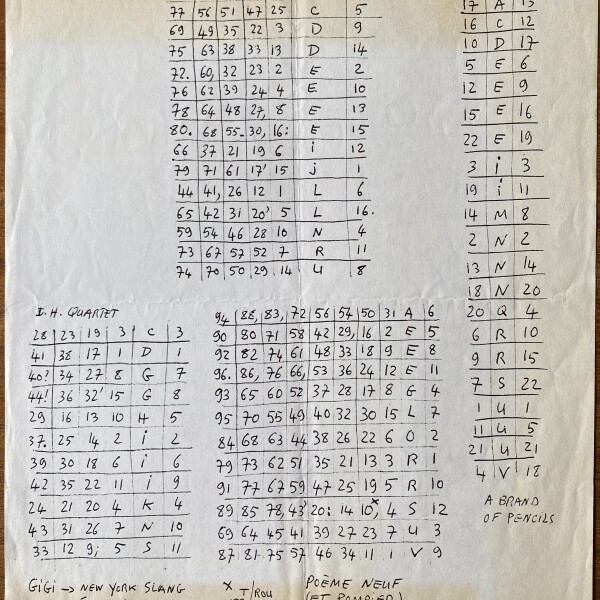 77 56 51 47 25 C 5
69 49 35 22 3 D 9
75 63 38 33 13 D 14
72. 60, 32 23 2 E 2
76 62 39 24 4 E 10
78 64 48 27, 8 E 13
80. 68 55- 30, 16: E 15
66 37 21 19 6 i 12
79 71 61 17' 15 j 1
44 41, 26 12 1 L 6
65 42 31 20' 5 L 16.
59 54 46 28 10 N 4
73 67 57 52 7 R 11
74 70 50 29 14 U 8
17 A 13
16 C 12
10 D 17
5 E 6
12 E 9
15 E 16
22 E 19
3 i 3
19 i 11
14 M 8
2 N 2
13 N 14
18 N 20
20 Q 4
6 R 10
9 R 15
7 S 22
1 U 1
11 U 5
21 U 21
4 V 18
A BRAND
OF PENCILS
I.H. QUARTET
28 23 19 3 C 3
41 38 17 1 D 1
40? 34 27 8 G 7
44! 36 32' 15 G 8
29 16 13 10 H 5
37. 25 14 2 i 2
39 30 18 6 i 6
42 35 22 11 i 9
24 21 20 4 K 4
43 31 26 7 N 10
33 12 9; 5 S 11
94 88, 83, 72 56 54 50 31 A 6
90 80 71 58 42 29, 16 2 E 5
92 82 74 61 48 33 18 9 E 8
96. 86, 76 66, 53 36 24 12 E 11
93 65 60 52 37 28 17 8 G 4
95 70 55 49 40 32 30 15 L 7
84 68 63 44 38 26 22 6 O 2
79 73 62 51 35 21 13 3 R 1
91 77 67 59 47 25 19 5 R 10
89 85 78, 43' 20: 14 10, x 4 S 12
69 64 45 41 39 27 23 7 U 3
87 81 75 57 46 34 11 1 V 9
GiGi → NEW YORK SLANG
x T/ROU
POÈME NEUF
(ET POMPIER)